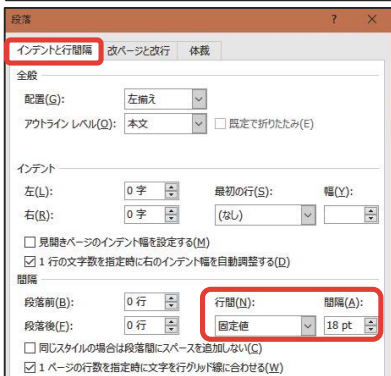 段落 ? ×
インデントと行間隔 改ページと改行 体裁
全般
配置(G): 左揃え
アウトライン レベル(O): 本文 既定で折りたたみ(E)
インデント
左(L): 0 字 最初の行(S): 幅(Y):
右(R): 0 字 (なし)
見開きページのインデント幅を設定する(M)
1 行の文字数を指定時に右のインデント幅を自動調整する(D)
間隔
段落前(B): 0 行 行間(N): 間隔(A):
段落後(F): 0 行 固定値 18 pt
同じスタイルの場合は段落間にスペースを追加しない(C)
1 ページの行数を指定時に文字を行グリッド線に合わせる(W)